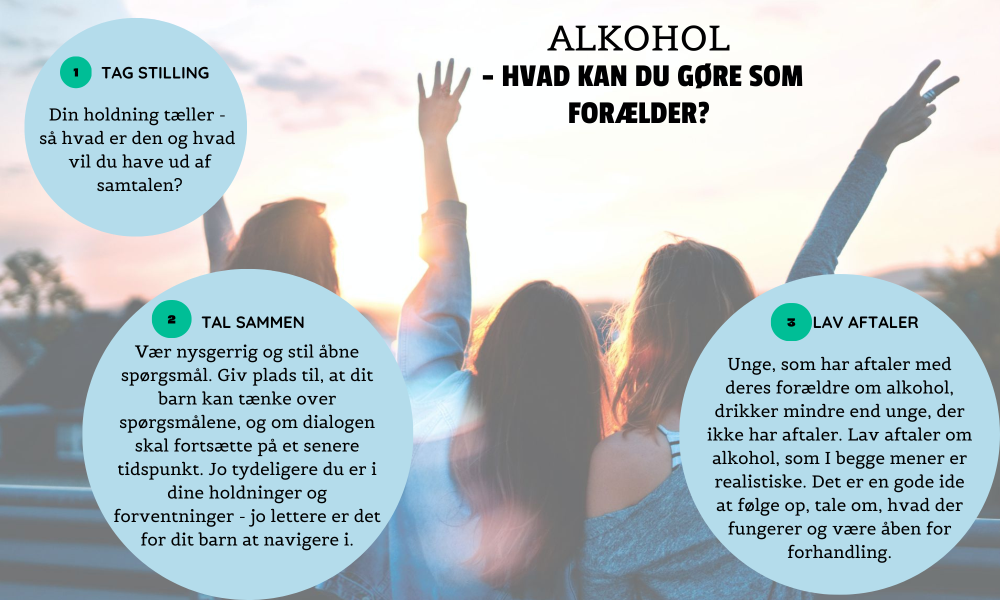 ALKOHOL
- HVAD KAN DU GØRE SOM
FORÆLDER?
1 TAG STILLING
Din holdning tæller -
så hvad er den og hvad
vil du have ud af
samtalen?
2 TAL SAMMEN
Vær nysgerrig og stil åbne
spørgsmål. Giv plads til, at dit
barn kan tænke over
spørgsmålene, og om dialogen
skal fortsætte på et senere
tidspunkt. Jo tydeligere du er i
dine holdninger og
forventninger - jo lettere er det
for dit barn at navigere i.
3 LAV AFTALER
Unge, som har aftaler med
deres forældre om alkohol,
drikker mindre end unge, der
ikke har aftaler. Lav aftaler om
alkohol, som I begge mener er
realistiske. Det er en gode ide
at følge op, tale om, hvad der
fungerer og være åben for
forhandling.